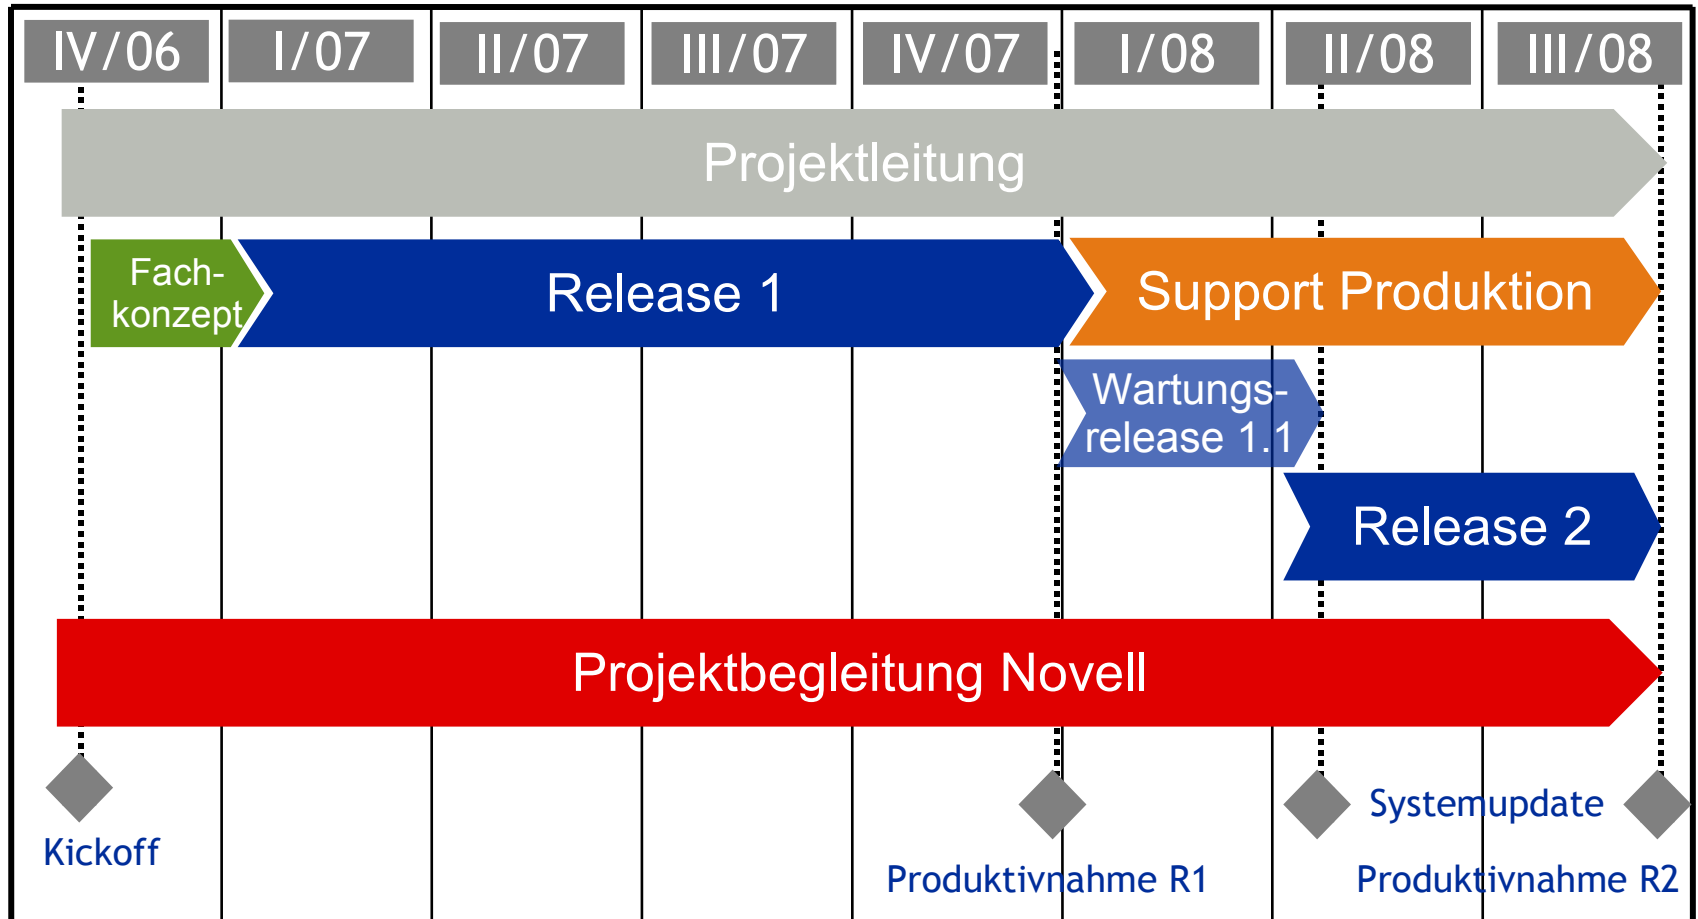 IV/06 I/07 II/07 III/07 IV/07 I/08 II/08 III/08
Projektleitung
Fach-
konzept
Release 1
Support Produktion
Wartungs-
release 1.1
Release 2
Projektbegleitung Novell
Systemupdate
Kickoff
Produktivnahme R1
Produktivnahme R2